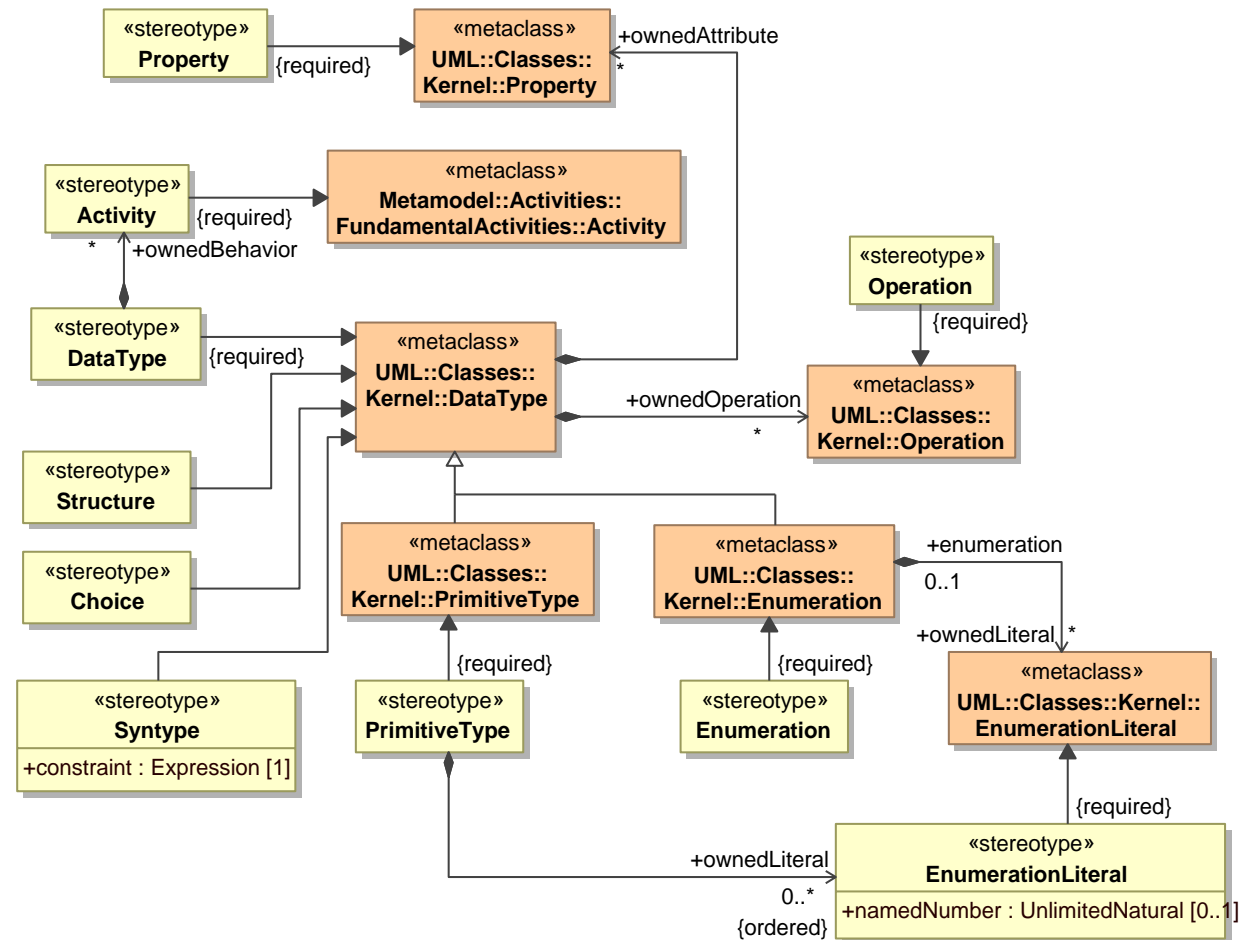 «stereotype»
Property
{required}
«metaclass»
UML::Classes::
Kernel::Property
+ownedAttribute
*
«stereotype»
Activity
{required}
«metaclass»
Metamodel::Activities::
FundamentalActivities::Activity
*
+ownedBehavior
«stereotype»
Operation
{required}
«stereotype»
DataType
{required}
«metaclass»
UML::Classes::
Kernel::DataType
+ownedOperation
*
«metaclass»
UML::Classes::
Kernel::Operation
«stereotype»
Structure
«stereotype»
Choice
«metaclass»
UML::Classes::
Kernel::PrimitiveType
«metaclass»
UML::Classes::
Kernel::Enumeration
+enumeration
0..1
+ownedLiteral
*
{required}
{required}
«metaclass»
UML::Classes::Kernel::
EnumerationLiteral
«stereotype»
Syntype
+constraint : Expression [1]
«stereotype»
PrimitiveType
«stereotype»
Enumeration
{required}
+ownedLiteral
0..*
{ordered}
«stereotype»
EnumerationLiteral
+namedNumber : UnlimitedNatural [0..1]